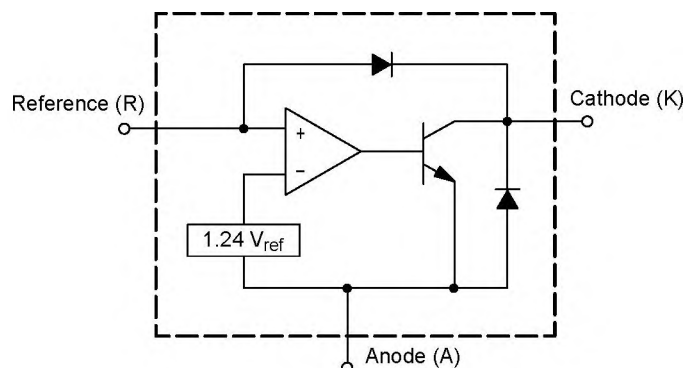 Reference (R)
Cathode (K)
+
−
1.24 Vref
Anode (A)